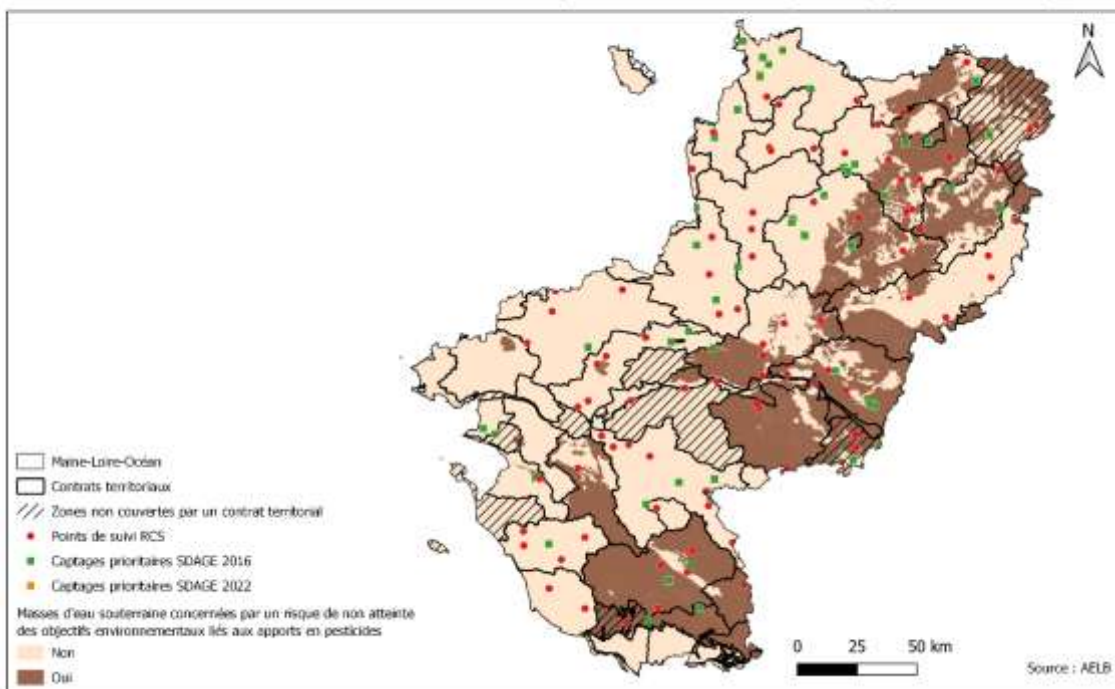 N
Maine-Loire-Océan
Contrats territoriaux
Zones non couvertes par un contrat territorial
Points de suivi RCS
Captages prioritaires SDAGE 2016
Captages prioritaires SDAGE 2022
Masses d'eau souterraine concernées par un risque de non atteinte
des objectifs environnementaux liés aux apports en pesticides
Non
Oui
0 25 50 km
Source : AELB